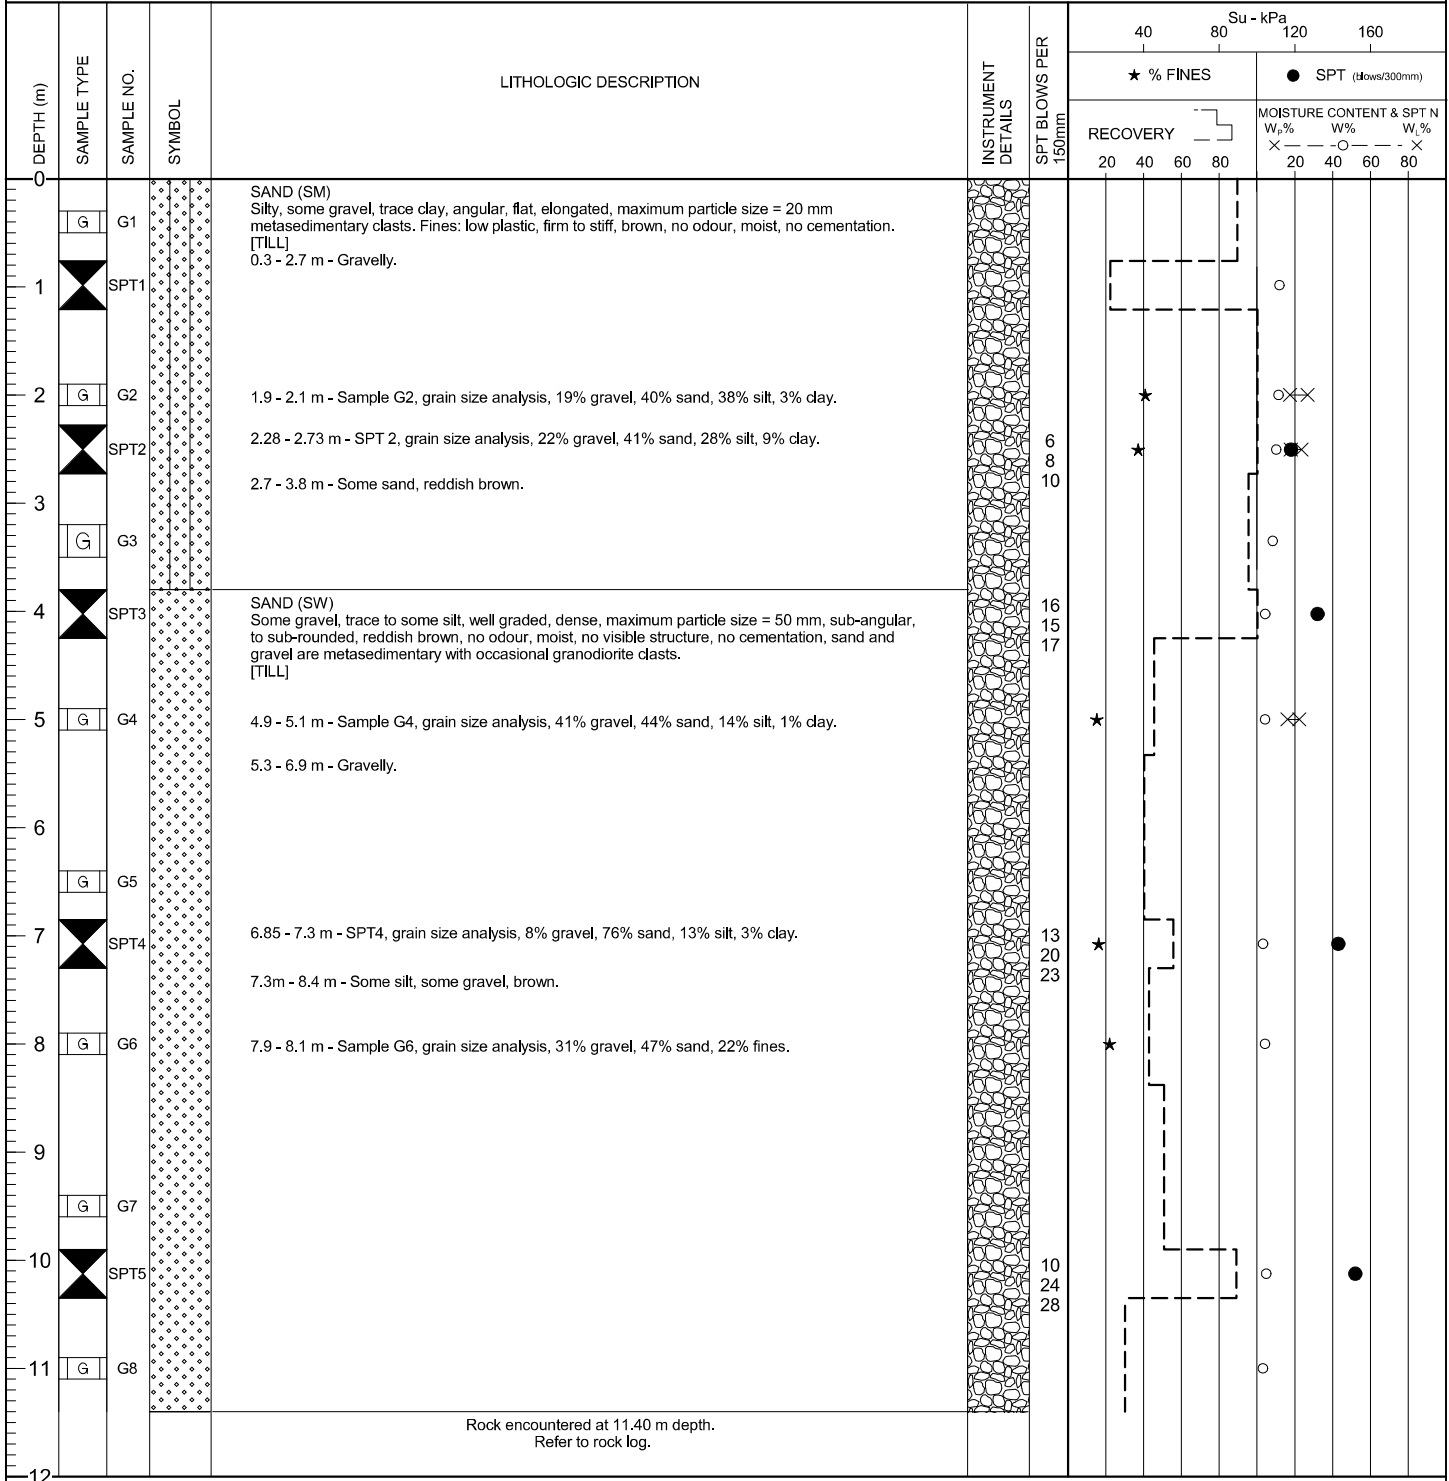 DEPTH (m)
SAMPLE TYPE
SAMPLE NO.
SYMBOL
LITHOLOGIC DESCRIPTION
INSTRUMENT
DETAILS
SPT BLOWS PER
150mm
Su - kPa
40 80 120 160
★ % FINES
● SPT (blows/300mm)
RECOVERY
MOISTURE CONTENT & SPT N
WP% W% WL%
20 40 60 80 20 40 60 80
0
SAND (SM)
Silty, some gravel, trace clay, angular, flat, elongated, maximum particle size = 20 mm
metasedimentary clasts. Fines: low plastic, firm to stiff, brown, no odour, moist, no cementation.
[TILL]
G G1
0.3 - 2.7 m - Gravelly.
1
SPT1
2
G G2
1.9 - 2.1 m - Sample G2, grain size analysis, 19% gravel, 40% sand, 38% silt, 3% clay.
SPT2
2.28 - 2.73 m - SPT 2, grain size analysis, 22% gravel, 41% sand, 28% silt, 9% clay.
6
8
10
2.7 - 3.8 m - Some sand, reddish brown.
3
G G3
4
SPT3
SAND (SW)
Some gravel, trace to some silt, well graded, dense, maximum particle size = 50 mm, sub-angular,
to sub-rounded, reddish brown, no odour, moist, no visible structure, no cementation, sand and
gravel are metasedimentary with occasional granodiorite clasts.
[TILL]
16
15
17
5
G G4
4.9 - 5.1 m - Sample G4, grain size analysis, 41% gravel, 44% sand, 14% silt, 1% clay.
5.3 - 6.9 m - Gravelly.
6
G G5
7
SPT4
6.85 - 7.3 m - SPT4, grain size analysis, 8% gravel, 76% sand, 13% silt, 3% clay.
13
20
23
7.3m - 8.4 m - Some silt, some gravel, brown.
8
G G6
7.9 - 8.1 m - Sample G6, grain size analysis, 31% gravel, 47% sand, 22% fines.
9
G G7
10
SPT5
10
24
28
11
G G8
Rock encountered at 11.40 m depth.
Refer to rock log.
12